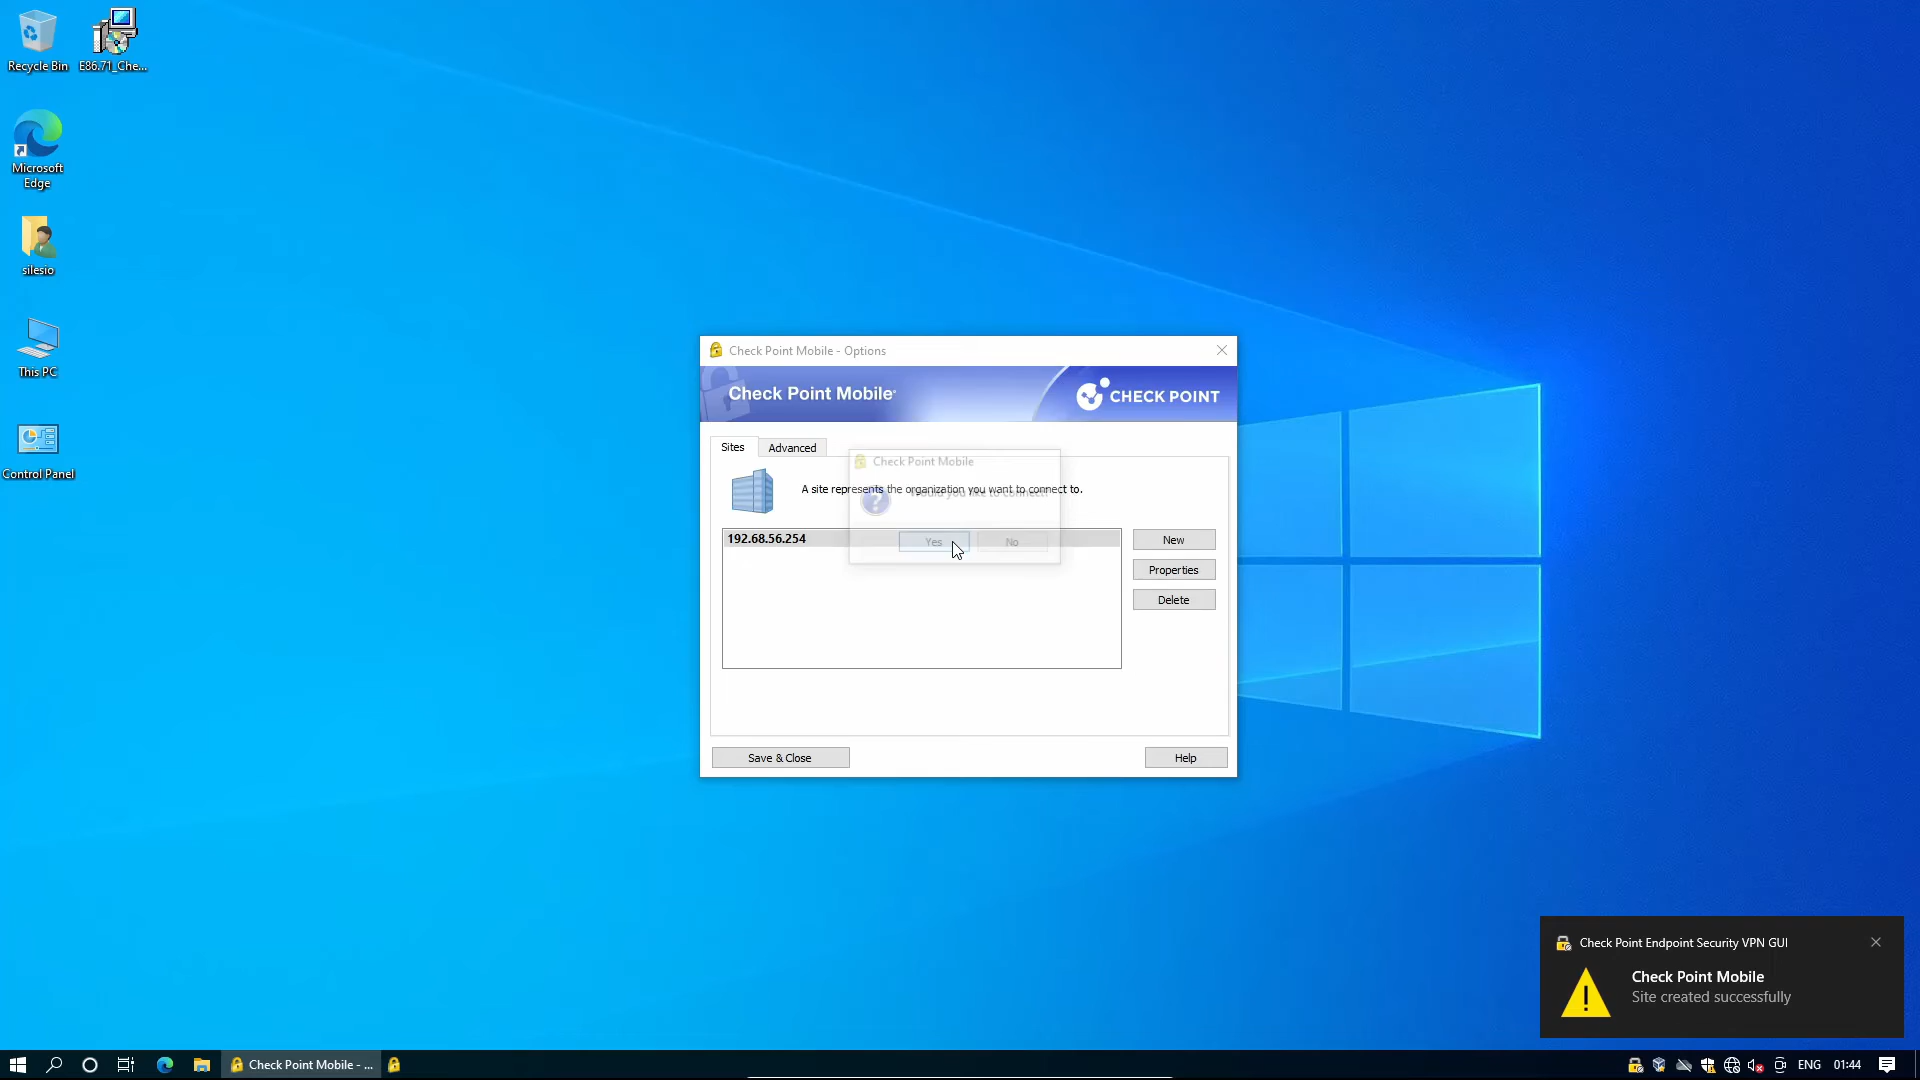 Recycle Bin
E86.71_Che...
Microsoft
Edge
silesio
This PC
Control Panel
Check Point Mobile - Options
Check Point Mobile
CHECK POINT
Sites
Advanced
Check Point Mobile
A site represents the organization you want to connect to.
192.68.56.254
Yes
No
New
Properties
Delete
Save & Close
Help
Check Point Endpoint Security VPN GUI
Check Point Mobile
Site created successfully
Check Point Mobile - ...
ENG
01:44